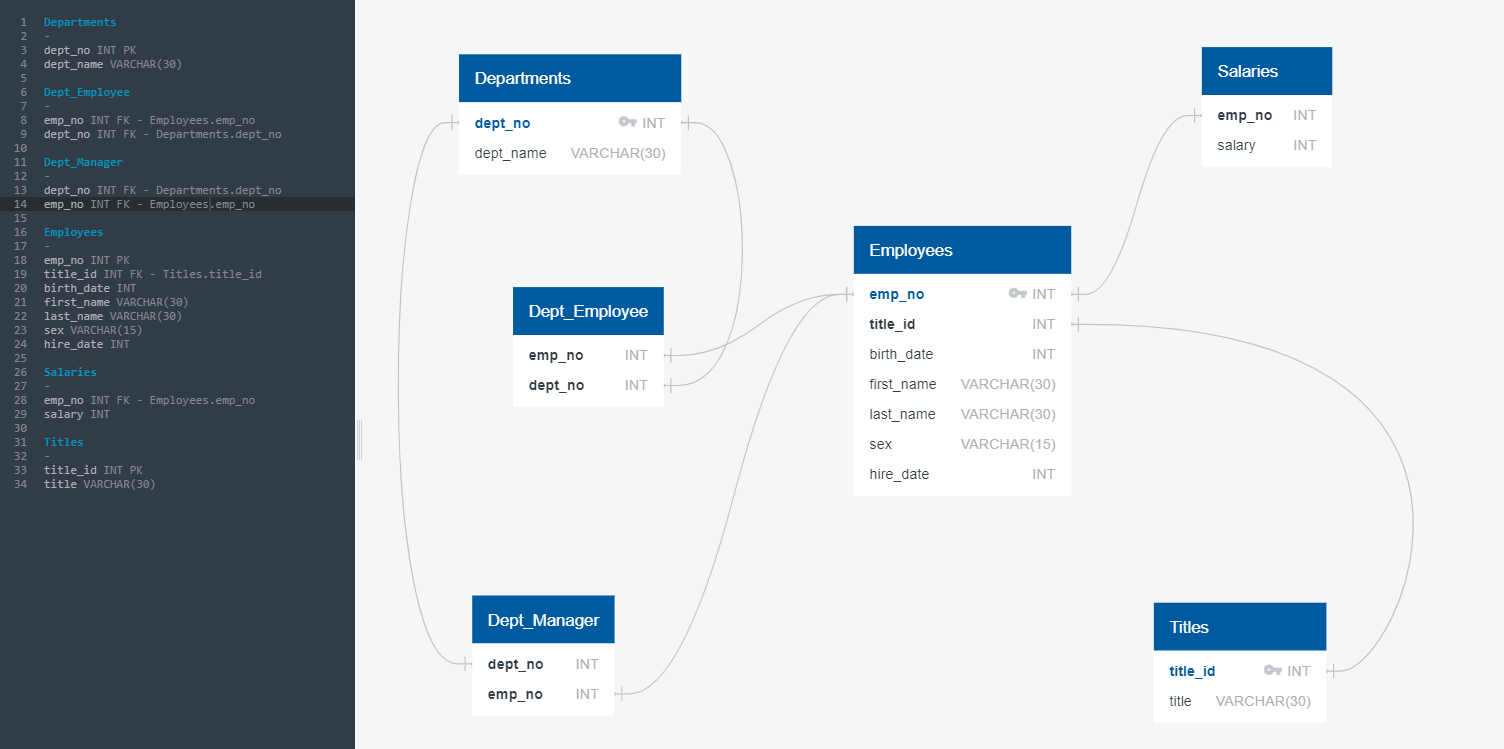 1 Departments
2 -
3 dept_no INT PK
4 dept_name VARCHAR(30)
5
6 Dept_Employee
7 -
8 emp_no INT FK - Employees.emp_no
9 dept_no INT FK - Departments.dept_no
10
11 Dept_Manager
12 -
13 dept_no INT FK - Departments.dept_no
14 emp_no INT FK - Employees.emp_no
15
16 Employees
17 -
18 emp_no INT PK
19 title_id INT FK - Titles.title_id
20 birth_date INT
21 first_name VARCHAR(30)
22 last_name VARCHAR(30)
23 sex VARCHAR(15)
24 hire_date INT
25
26 Salaries
27 -
28 emp_no INT FK - Employees.emp_no
29 salary INT
30
31 Titles
32 -
33 title_id INT PK
34 title VARCHAR(30)
Departments
dept_no INT
dept_name VARCHAR(30)
Dept_Employee
emp_no INT
dept_no INT
Dept_Manager
dept_no INT
emp_no INT
Employees
emp_no INT
title_id INT
birth_date INT
first_name VARCHAR(30)
last_name VARCHAR(30)
sex VARCHAR(15)
hire_date INT
Salaries
emp_no INT
salary INT
Titles
title_id INT
title VARCHAR(30)